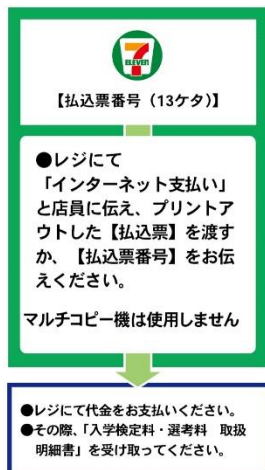 7
ELEVEN
【払込票番号（13ケタ）】
●レジにて
「インターネット支払い」
と店員に伝え、プリントア
ウトした【払込票】を渡す
か、【払込票番号】をお伝
えください。
マルチコピー機は使用しません
●レジにて代金をお支払いください。
●その際、「入学検定料・選考料　取扱
明細書」を受け取ってください。